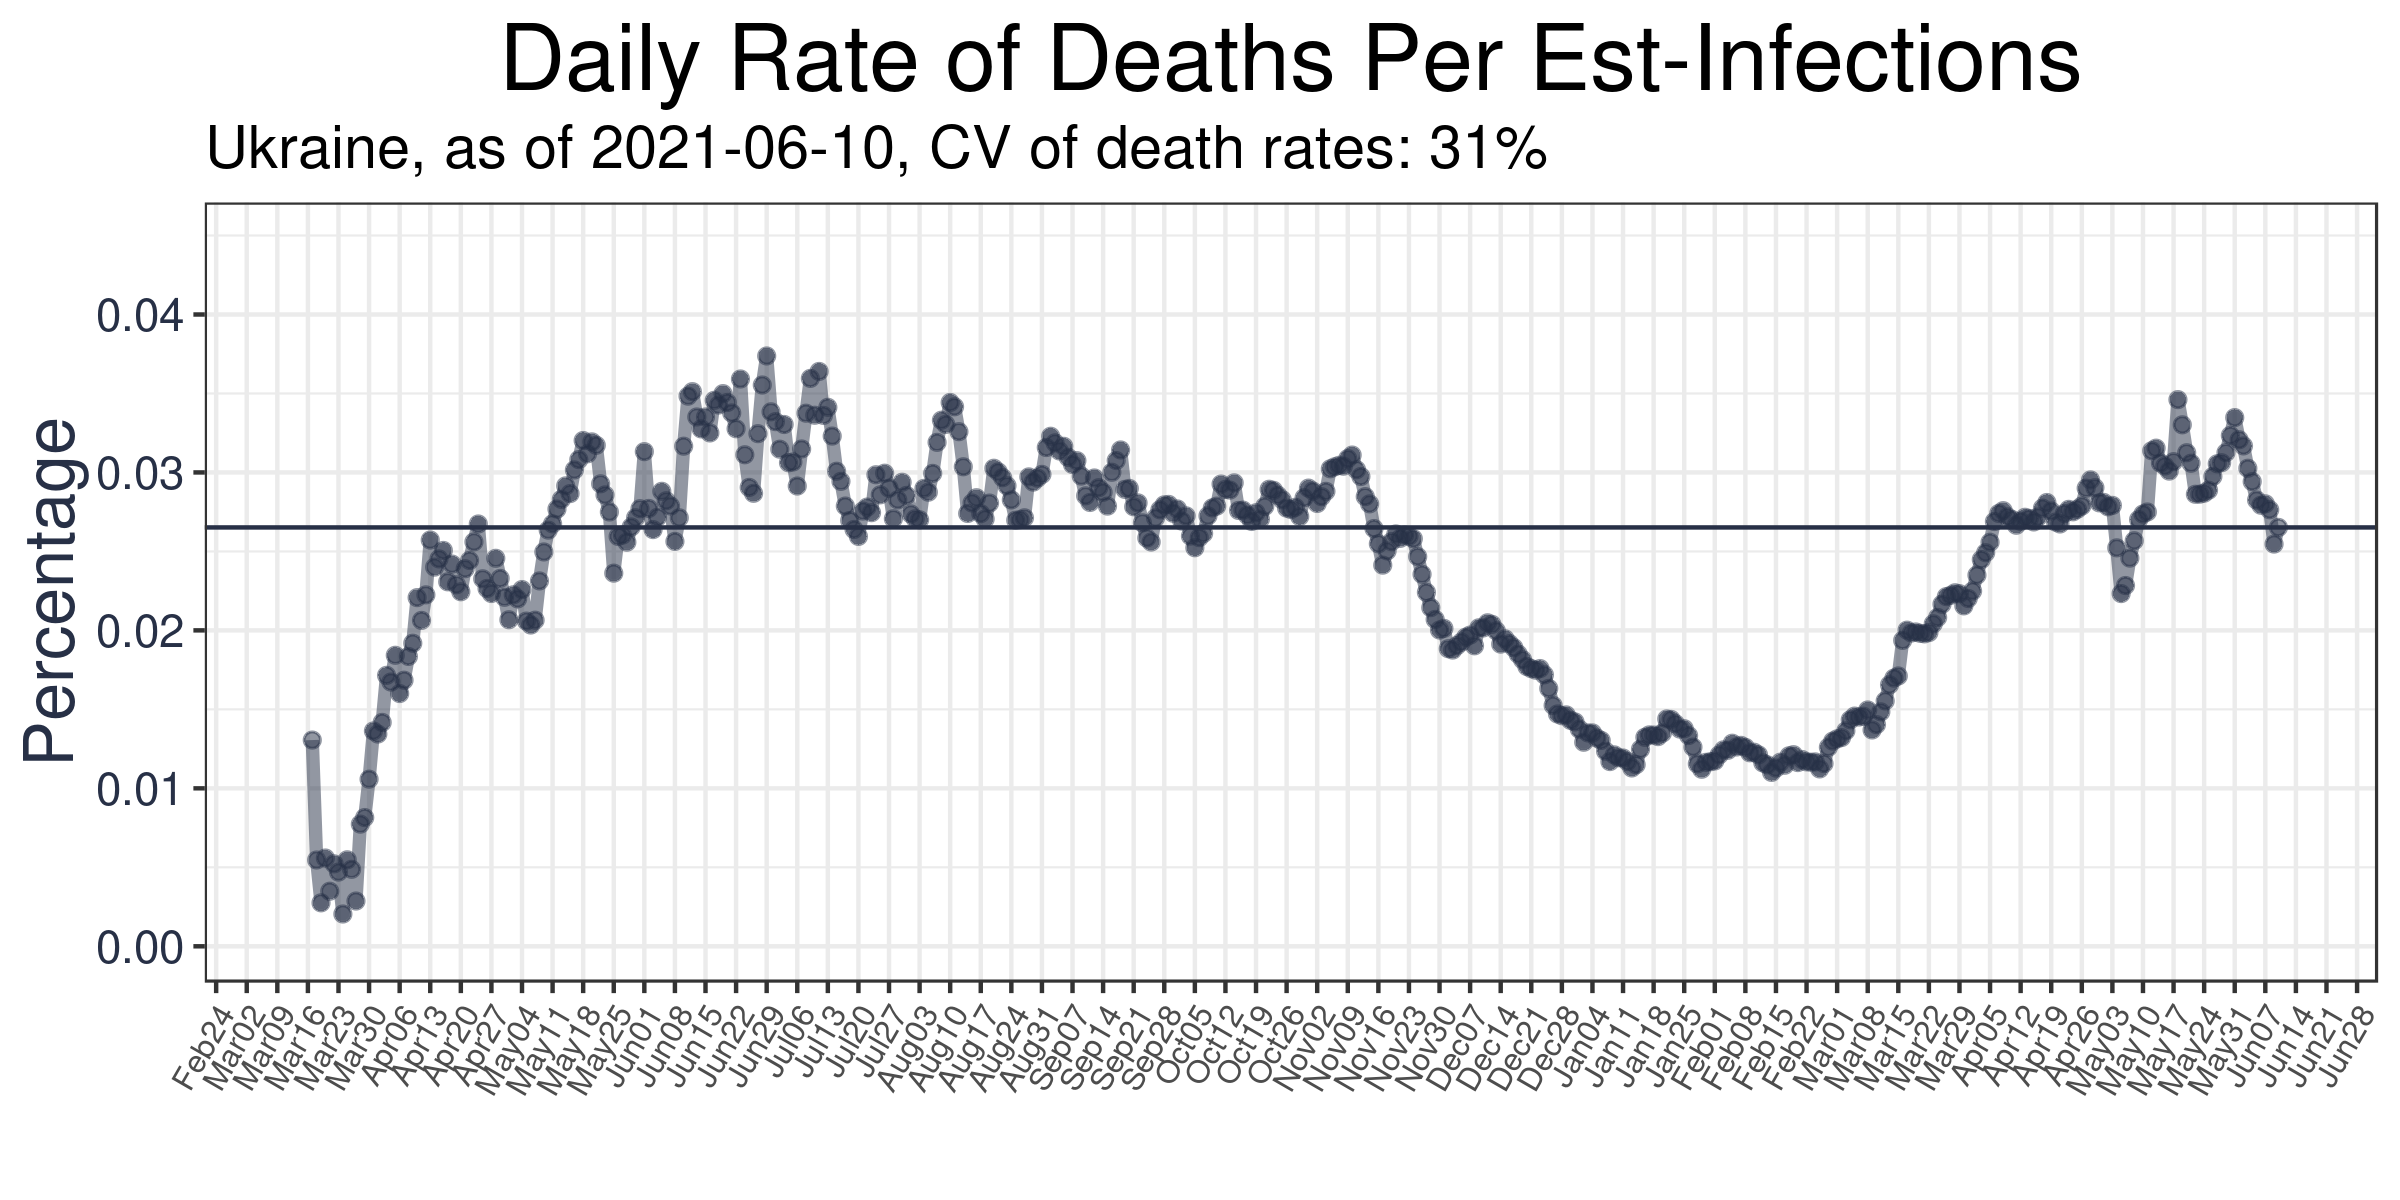 Daily Rate of Deaths Per Est-Infections
Ukraine, as of 2021-06-10, CV of death rates: 31%
Percentage
0.04
0.03
0.02
0.01
0.00
Feb24
Mar02
Mar09
Mar16
Mar23
Mar30
Apr06
Apr13
Apr20
Apr27
May04
May11
May18
May25
Jun01
Jun08
Jun15
Jun22
Jun29
Jul06
Jul13
Jul20
Jul27
Aug03
Aug10
Aug17
Aug24
Aug31
Sep07
Sep14
Sep21
Sep28
Oct05
Oct12
Oct19
Oct26
Nov02
Nov09
Nov16
Nov23
Nov30
Dec07
Dec14
Dec21
Dec28
Jan04
Jan11
Jan18
Jan25
Feb01
Feb08
Feb15
Feb22
Mar01
Mar08
Mar15
Mar22
Mar29
Apr05
Apr12
Apr19
Apr26
May03
May10
May17
May24
May31
Jun07
Jun14
Jun21
Jun28